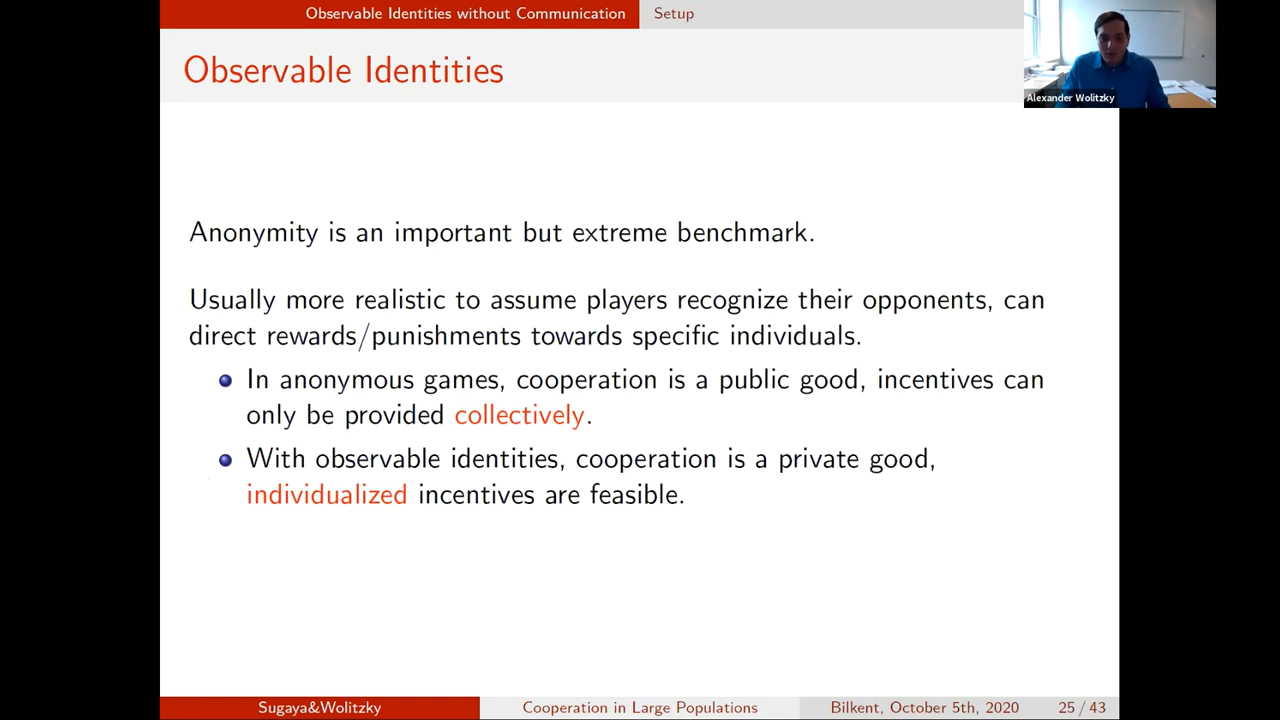 Observable Identities without Communication Setup
Observable Identities
Alexander Wolitzky
Anonymity is an important but extreme benchmark.
Usually more realistic to assume players recognize their opponents, can
direct rewards/punishments towards specific individuals.
In anonymous games, cooperation is a public good, incentives can
only be provided collectively.
With observable identities, cooperation is a private good,
individualized incentives are feasible.
Sugaya&Wolitzky Cooperation in Large Populations Bilkent, October 5th, 2020 25 / 43